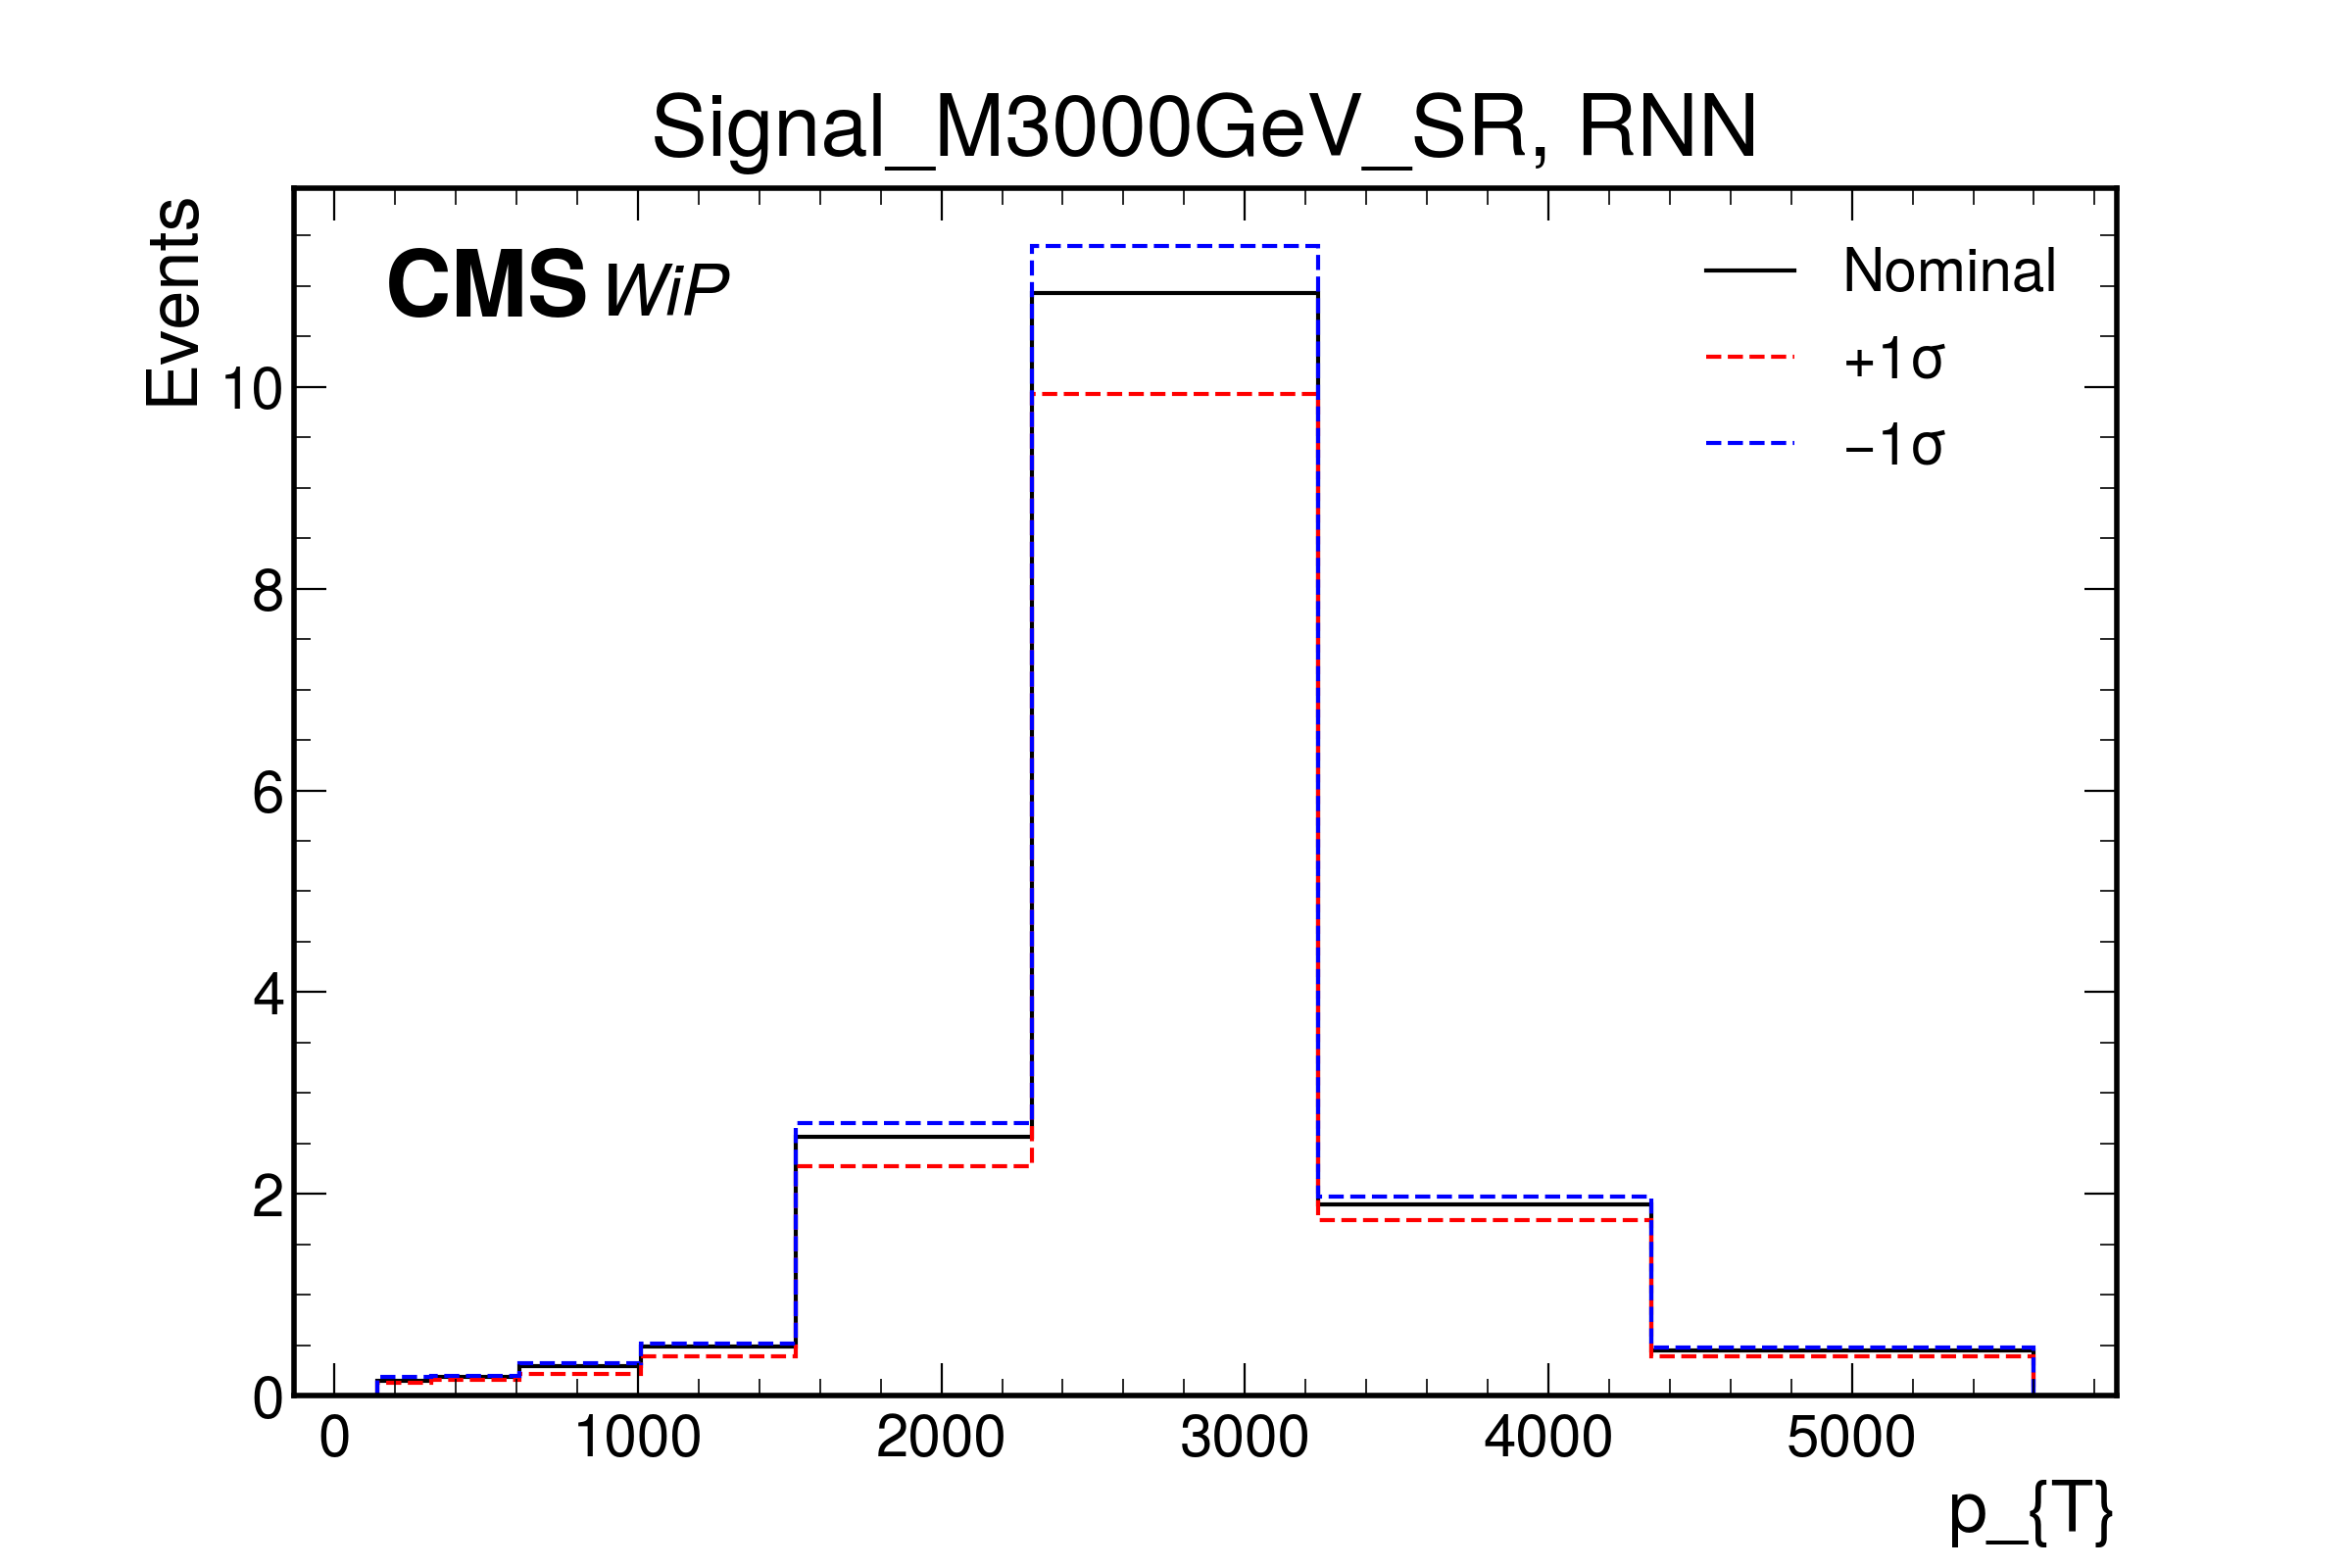 Signal_M3000GeV_SR, RNN
Events
CMS WiP
Nominal
+1σ
−1σ
10
8
6
4
2
0
0 1000 2000 3000 4000 5000
p_{T}